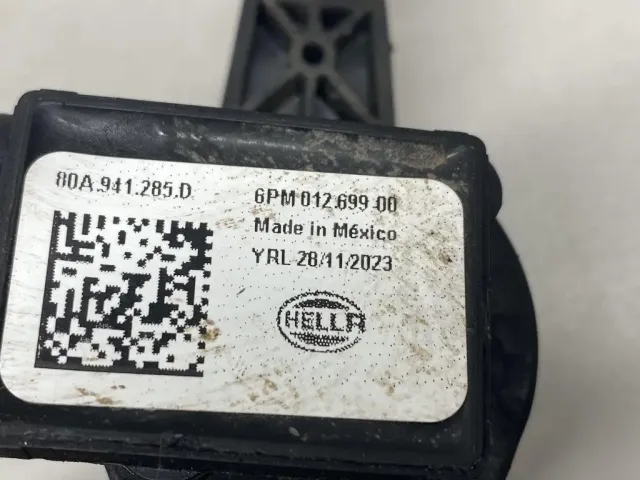 80A.941.285.D
6PM 012.699-00
Made in México
YRL 28/11/2023
HELLA